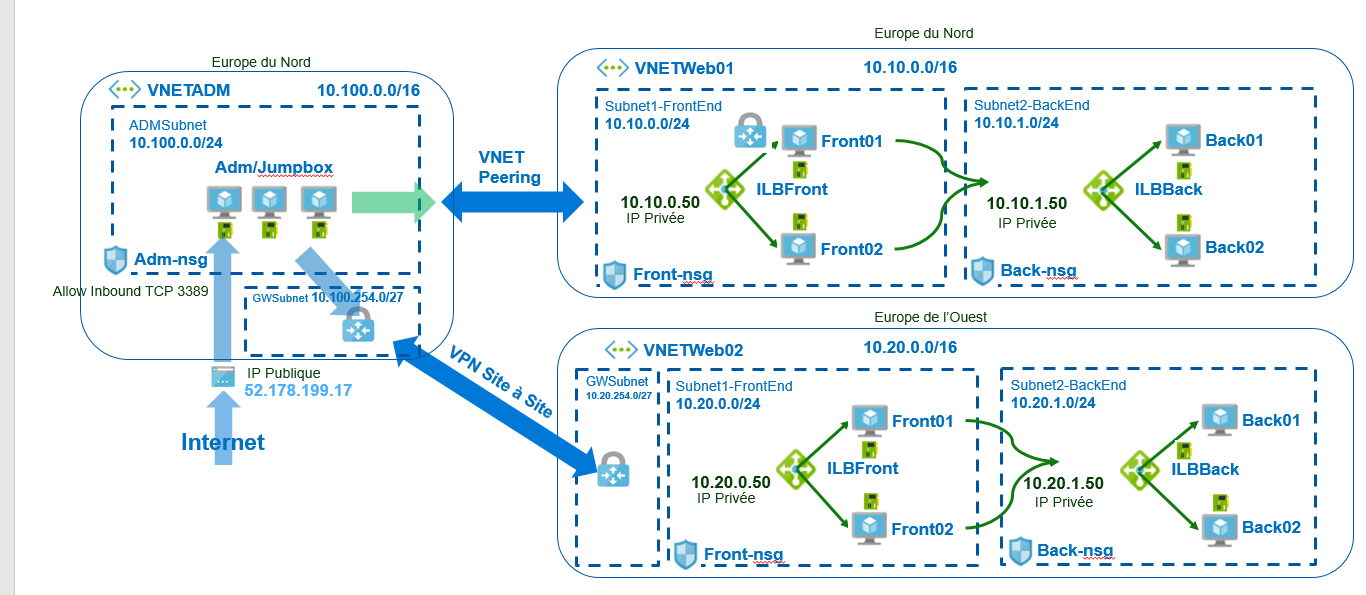 Europe du Nord
VNETADM 10.100.0.0/16
ADMSubnet
10.100.0.0/24
Adm/Jumpbox
Adm-nsg
Allow Inbound TCP 3389
GWSubnet 10.100.254.0/27
IP Publique
52.178.199.17
Internet
VNET
Peering
VPN Site à Site
Europe du Nord
VNETWeb01 10.10.0.0/16
Subnet1-FrontEnd
10.10.0.0/24
Front01
ILBFront
10.10.0.50
IP Privée
Front02
Front-nsg
Subnet2-BackEnd
10.10.1.0/24
Back01
ILBBack
10.10.1.50
IP Privée
Back02
Back-nsg
Europe de l’Ouest
VNETWeb02 10.20.0.0/16
GWSubnet
10.20.254.0/27
Subnet1-FrontEnd
10.20.0.0/24
Front01
ILBFront
10.20.0.50
IP Privée
Front02
Front-nsg
Subnet2-BackEnd
10.20.1.0/24
Back01
ILBBack
10.20.1.50
IP Privée
Back02
Back-nsg